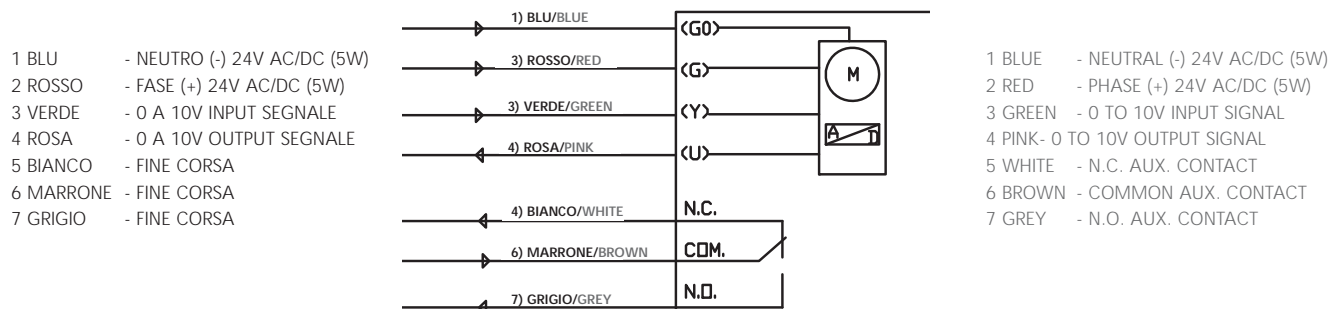 1 BLU - NEUTRO (-) 24V AC/DC (5W)
2 ROSSO - FASE (+) 24V AC/DC (5W)
3 VERDE - 0 A 10V INPUT SEGNALE
4 ROSA - 0 A 10V OUTPUT SEGNALE
5 BIANCO - FINE CORSA
6 MARRONE - FINE CORSA
7 GRIGIO - FINE CORSA
1) BLU/BLUE (G0)
3) ROSSO/RED (G)
M
3) VERDE/GREEN (Y)
A D
4) ROSA/PINK (U)
4) BIANCO/WHITE N.C.
6) MARRONE/BROWN COM.
7) GRIGIO/GREY N.O.
1 BLUE - NEUTRAL (-) 24V AC/DC (5W)
2 RED - PHASE (+) 24V AC/DC (5W)
3 GREEN - 0 TO 10V INPUT SIGNAL
4 PINK- 0 TO 10V OUTPUT SIGNAL
5 WHITE - N.C. AUX. CONTACT
6 BROWN - COMMON AUX. CONTACT
7 GREY - N.O. AUX. CONTACT